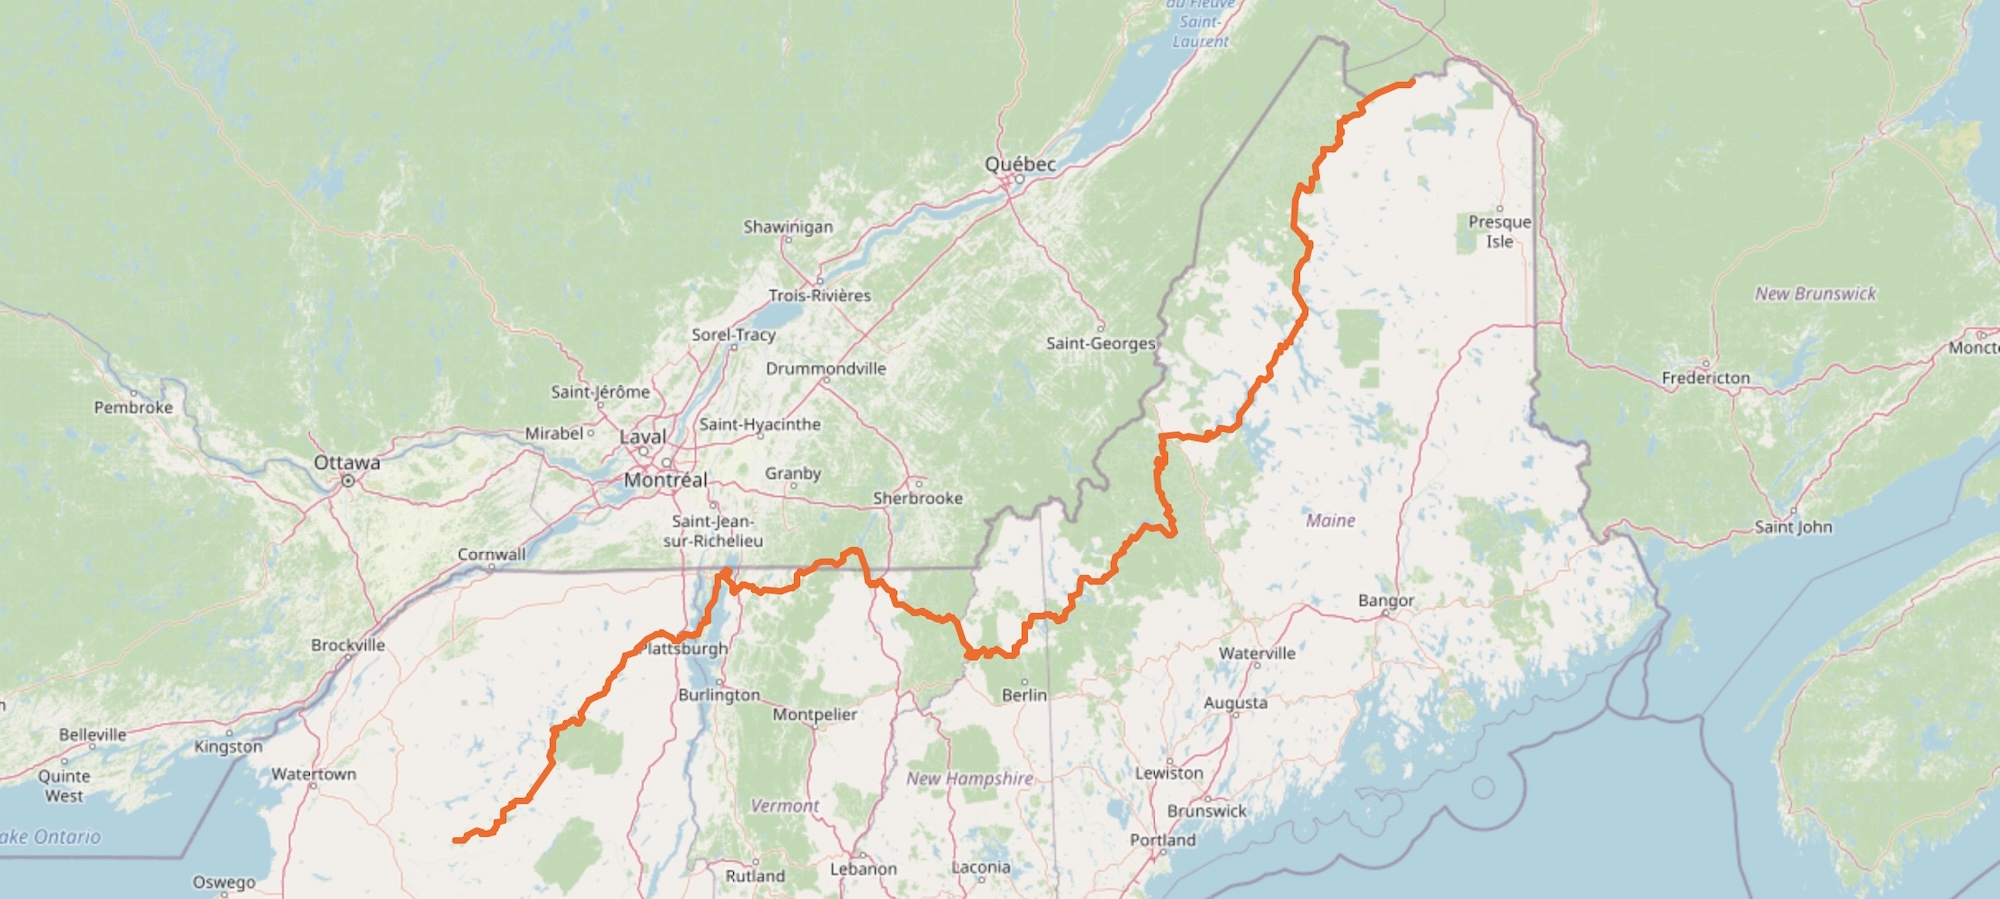 du Fleuve
Saint-
Laurent
Québec
Shawinigan
Presque
Isle
Trois-Rivières
New Brunswick
Sorel-Tracy
Saint-Georges
Drummondville
Fredericton
Saint-Jérôme
Pembroke
Saint-Hyacinthe
Mirabel
Laval
Ottawa
Montréal
Granby
Sherbrooke
Saint-Jean-
sur-Richelieu
Maine
Saint John
Cornwall
Bangor
Brockville
Plattsburgh
Waterville
Burlington
Berlin
Augusta
Montpelier
Belleville
Kingston
Quinte
West
Watertown
New Hampshire
Lewiston
Vermont
Brunswick
ake Ontario
Portland
Oswego
Rutland
Lebanon
Laconia